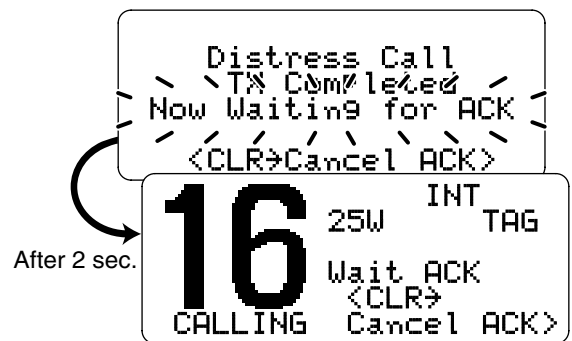 Distress Call
TX Completed
Now Waiting for ACK
<CLR→Cancel ACK>
After 2 sec.
16
INT
25W TAG
Wait ACK
<CLR→
CALLING Cancel ACK>